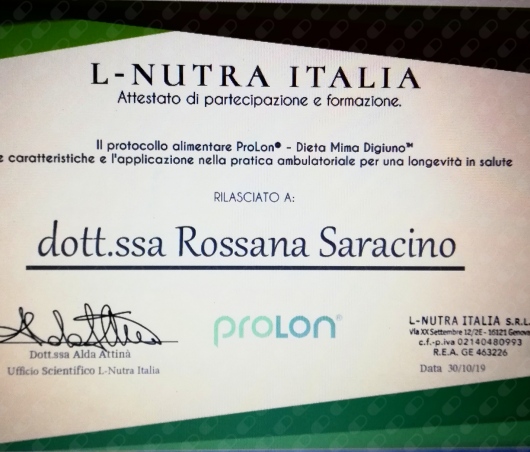 L-NUTRA ITALIA
Attestato di partecipazione e formazione.
Il protocollo alimentare ProLon® - Dieta Mima Digiuno™
e caratteristiche e l'applicazione nella pratica ambulatoriale per una longevità in salute
RILASCIATO A:
dott.ssa Rossana Saracino
Dott.ssa Alda Attinà
Ufficio Scientifico L-Nutra Italia
proLon®
L-NUTRA ITALIA S.R.L.
Via XX Settembre 12/2E - 16121 Genova
c.f.-p.iva 02140480993
R.E.A. GE 463226
Data 30/10/19